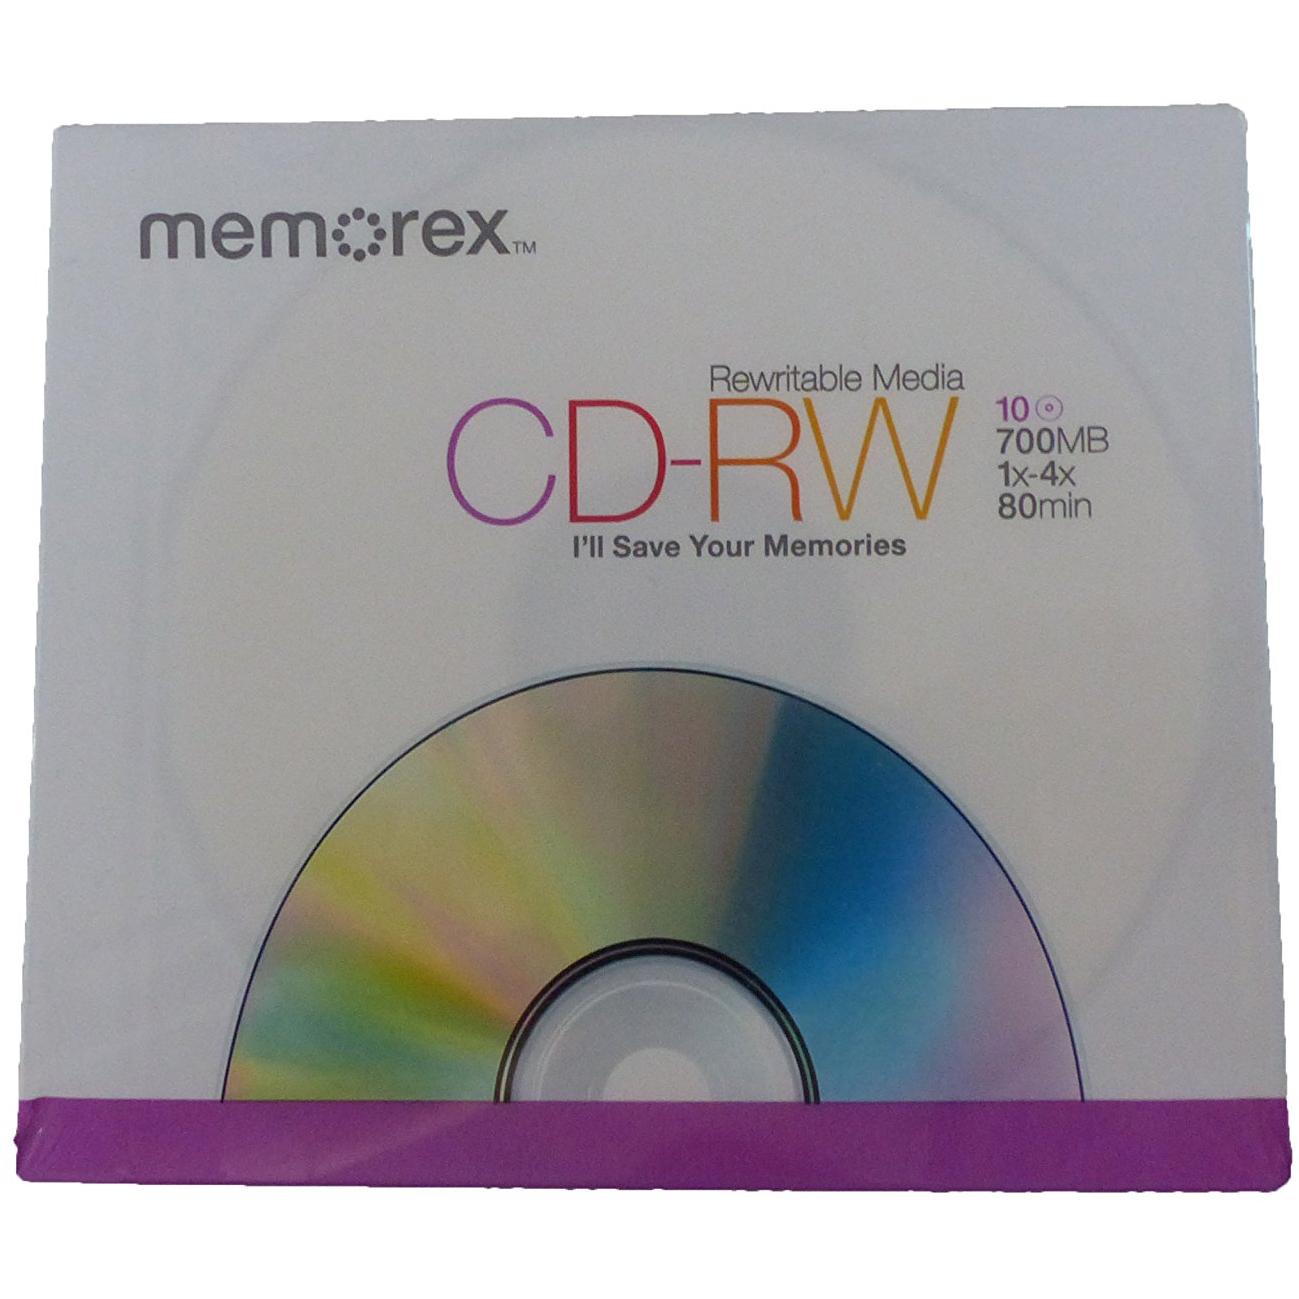 memorex™
Rewritable Media
CD-RW
I'll Save Your Memories
10
700MB
1x-4x
80min